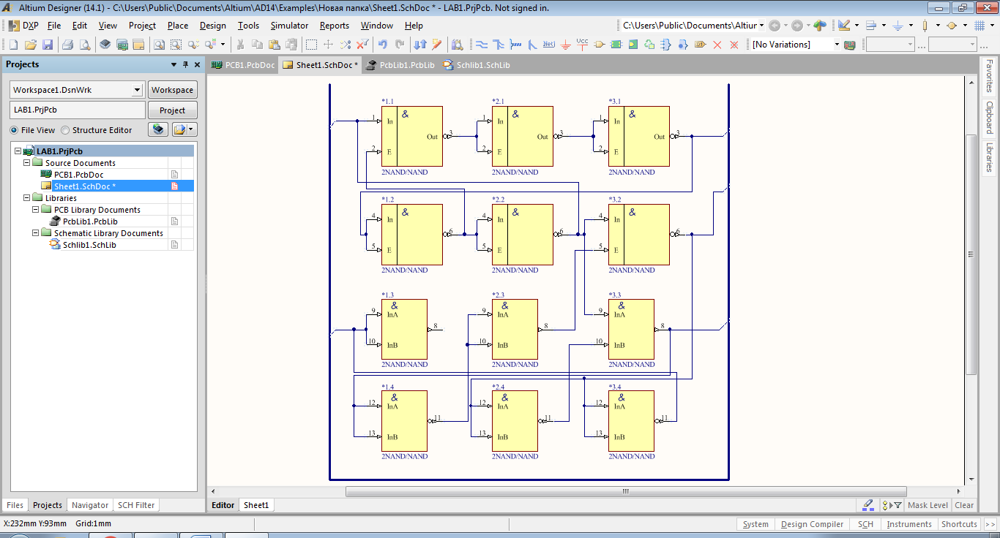 Altium Designer (14.1) - C:\Users\Public\Documents\Altium\AD14\Examples\Новая папка\Sheet1.SchDoc * - LAB1.PrjPcb. Not signed in.
DXP File Edit View Project Place Design Tools Simulator Reports Window Help C:\Users\Public\Documents\Altiur
Net) Vcc [No Variations] ... ...
Projects
PCB1.PcbDoc Sheet1.SchDoc * PcbLib1.PcbLib Schlib1.SchLib
Workspace1.DsnWrk Workspace
LAB1.PrjPcb Project
File View Structure Editor
LAB1.PrjPcb
Source Documents
PCB1.PcbDoc
Sheet1.SchDoc *
Libraries
PCB Library Documents
PcbLib1.PcbLib
Schematic Library Documents
Schlib1.SchLib
Files Projects Navigator SCH Filter
*1.1 *2.1 *3.1
& & &
1 In 1 In 1 In
Out 3 Out 3 Out 3
2 E 2 E 2 E
2NAND/NAND 2NAND/NAND 2NAND/NAND
*1.2 *2.2 *3.2
& & &
4 In 4 In 4 In
6 6 6
5 E 5 E 5 E
2NAND/NAND 2NAND/NAND 2NAND/NAND
*1.3 *2.3 *3.3
& & &
9 InA 9 InA 9 InA
8 8 8
10 InB 10 InB 10 InB
2NAND/NAND 2NAND/NAND 2NAND/NAND
*1.4 *2.4 *3.4
& & &
12 InA 12 InA 12 InA
11 11 11
13 InB 13 InB 13 InB
2NAND/NAND 2NAND/NAND 2NAND/NAND
Favorites
Clipboard
Libraries
Editor Sheet1 Mask Level Clear
X:232mm Y:93mm Grid:1mm System Design Compiler SCH Instruments Shortcuts >>